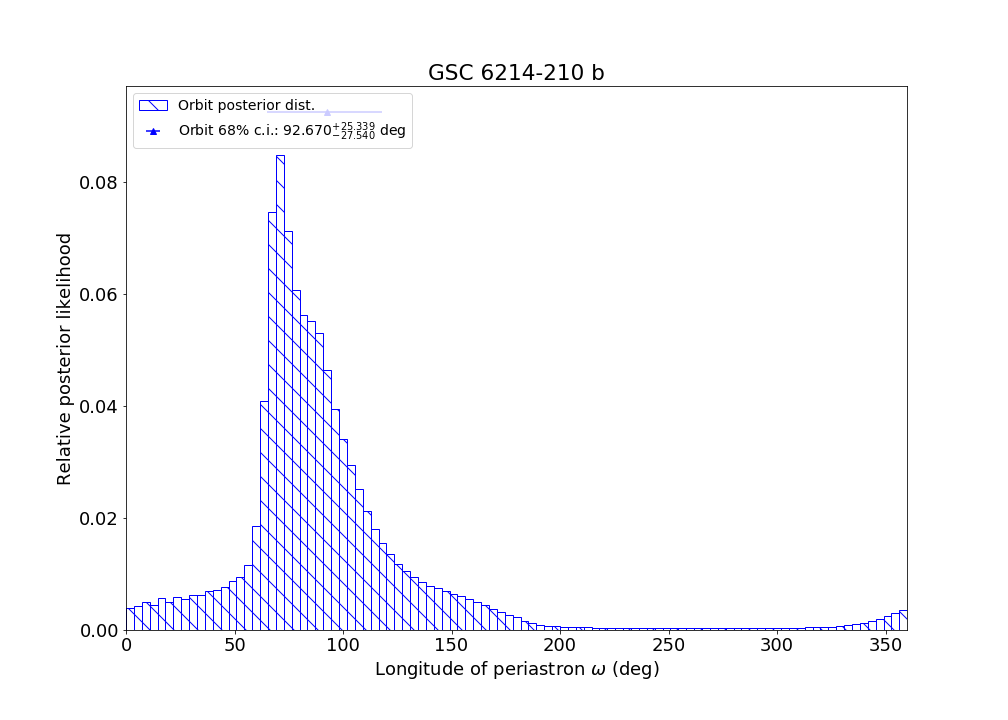 GSC 6214-210 b
Orbit posterior dist.
Orbit 68% c.i.: 92.670^{+25.339}_{-27.540} deg
Relative posterior likelihood
0.08
0.06
0.04
0.02
0.00
0 50 100 150 200 250 300 350
Longitude of periastron ω (deg)